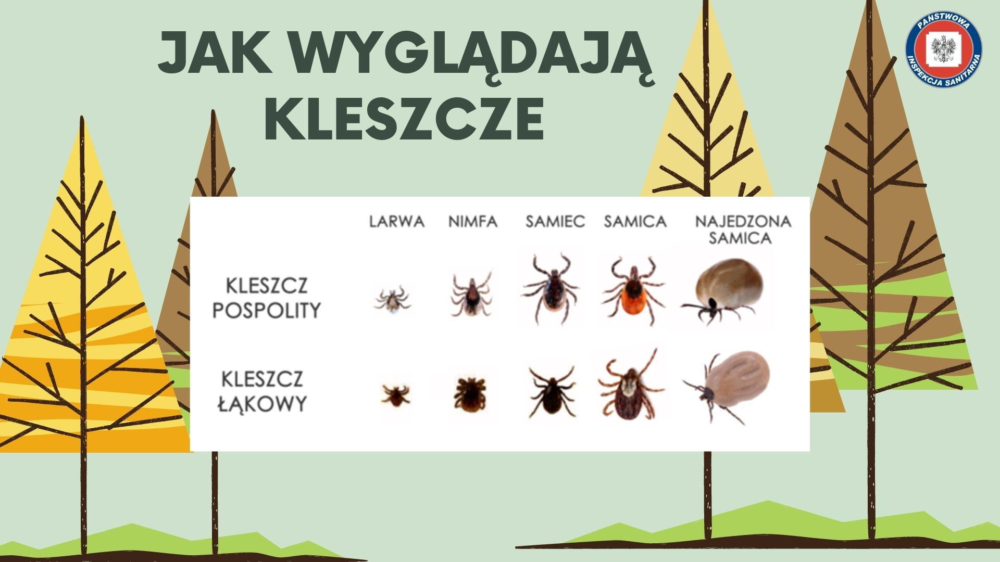 JAK WYGLĄDAJĄ
KLESZCZE
PAŃSTWOWA
INSPEKCJA SANITARNA
LARWA NIMFA SAMIEC SAMICA NAJEDZONA
SAMICA
KLESZCZ
POSPOLITY
KLESZCZ
ŁĄKOWY